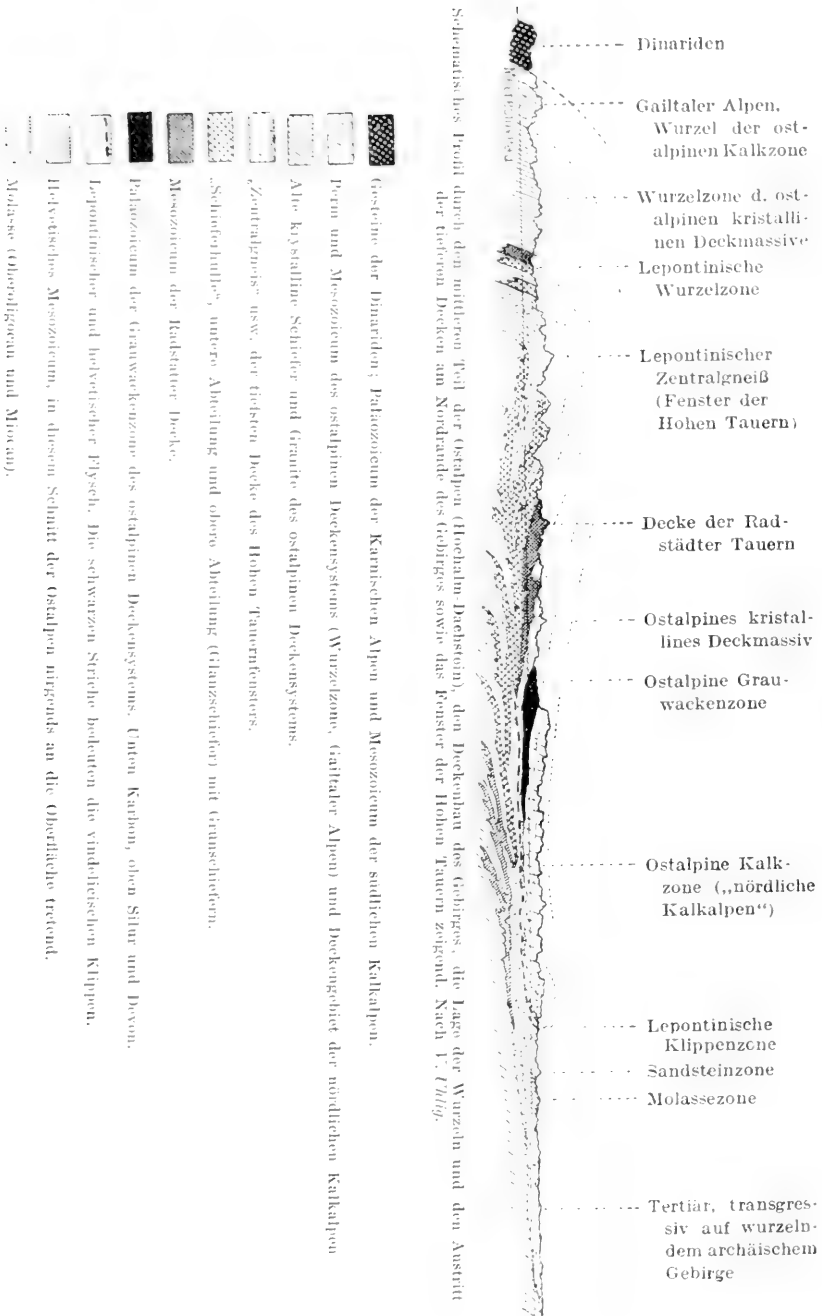 Dinariden
Gailtaler Alpen,
Wurzel der ost-
alpinen Kalkzone
Wurzelzone d. ost-
alpinen kristalli-
nen Deckmassive
Lepontinische
Wurzelzone
Lepontinischer
Zentralgneiß
(Fenster der
Hohen Tauern)
Decke der Rad-
städter Tauern
Ostalpines kristal-
lines Deckmassiv
Ostalpine Grau-
wackenzone
Ostalpine Kalk-
zone („nördliche
Kalkalpen“)
Lepontinische
Klippenzone
Sandsteinzone
Molassezone
Tertiär, transgres-
siv auf wurzeln-
dem archäischem
Gebirge
Schematisches Profil durch den mittleren Teil der Ostalpen (Hochalm-Dachstein), den Deckenbau des Gebirges, die Lage der Wurzeln und den Austritt
der tieferen Decken am Nordrande des Gebirges sowie das Fenster der Hohen Tauern zeigend. Nach V. Uhlig.
Gesteine der Dinariden; Paläozoicum der Karnischen Alpen und Mesozoicum der südlichen Kalkalpen.
Perm und Mesozoicum des ostalpinen Deckensystems (Wurzelzone, Gailtaler Alpen) und Deckengebiet der nördlichen Kalkalpen
Alte krystalline Schiefer und Granite des ostalpinen Deckensystems.
„Zentralgneis“ usw. der tiefsten Decke des Hohen Tauernfensters.
„Schieferhülle“, untere Abteilung und obere Abteilung (Glanzschiefer) mit Grünschiefern.
Mesozoicum der Radstätter Decke.
Paläozoicum der Grauwackenzone des ostalpinen Deckensystems. Unten Karbon, oben Silur und Devon.
Lepontinischer und helvetischer Flysch. Die schwarzen Striche bedeuten die vindelicischen Klippen.
Helvetisches Mesozoicum, in diesem Schnitt der Ostalpen nirgends an die Oberfläche tretend.
Molasse (Oberoligocän und Miocän).